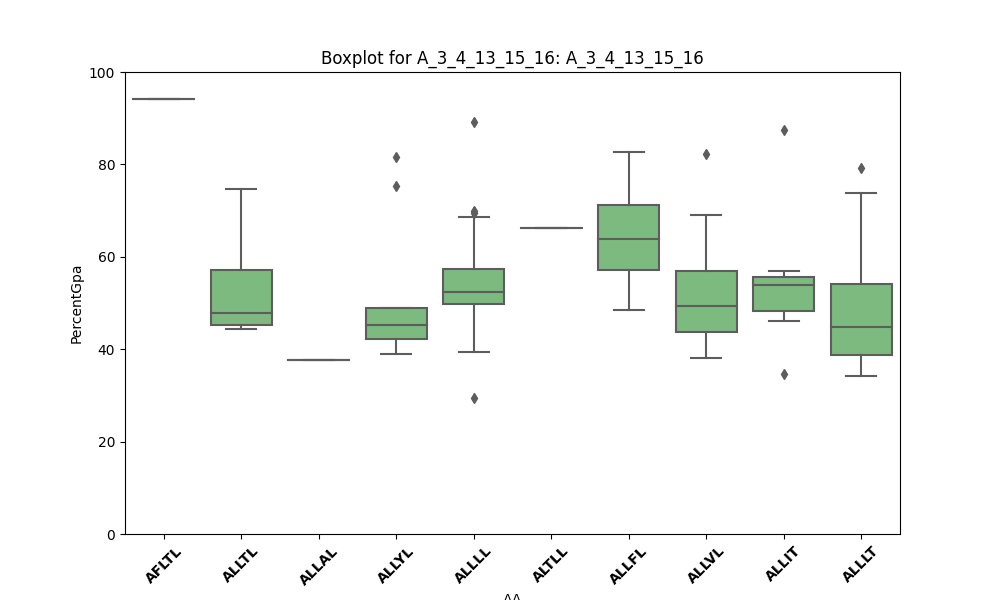 Boxplot for A_3_4_13_15_16: A_3_4_13_15_16
100
80
60
40
20
0
PercentGpa
AFLTL ALLTL ALLAL ALLYL ALLLL ALTLL ALLFL ALLVL ALLIT ALLLT
AA